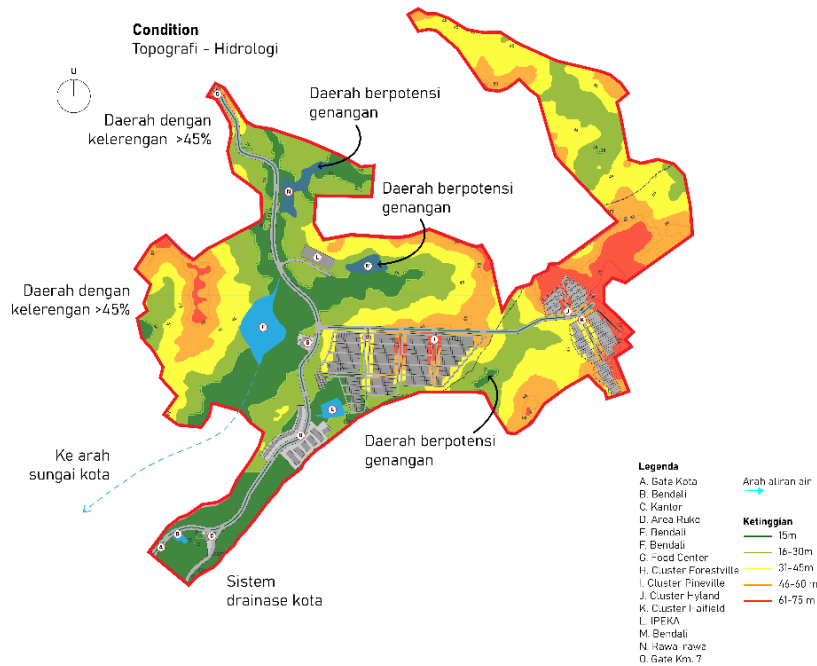 Condition
Topografi - Hidrologi
U
Daerah berpotensi
genangan
Daerah dengan
kelerengan >45%
Daerah berpotensi
genangan
Daerah dengan
kelerengan >45%
Daerah berpotensi
genangan
Ke arah
sungai kota
Sistem
drainase kota
O
N
L
F
I
J
K
A
B
Legenda
A. Gate Kota
B. Bendali
C. Kantor
D. Area Ruko
E. Bendali
F. Bendali
G. Food Center
H. Cluster Forestville
I. Cluster Pineville
J. Cluster Hyland
K. Cluster Haifield
L. IPEKA
M. Bendali
N. Rawa-rawa
O. Gate Km. 7
Arah aliran air
Ketinggian
15m
16-30m
31-45m
46-60 m
61-75 m